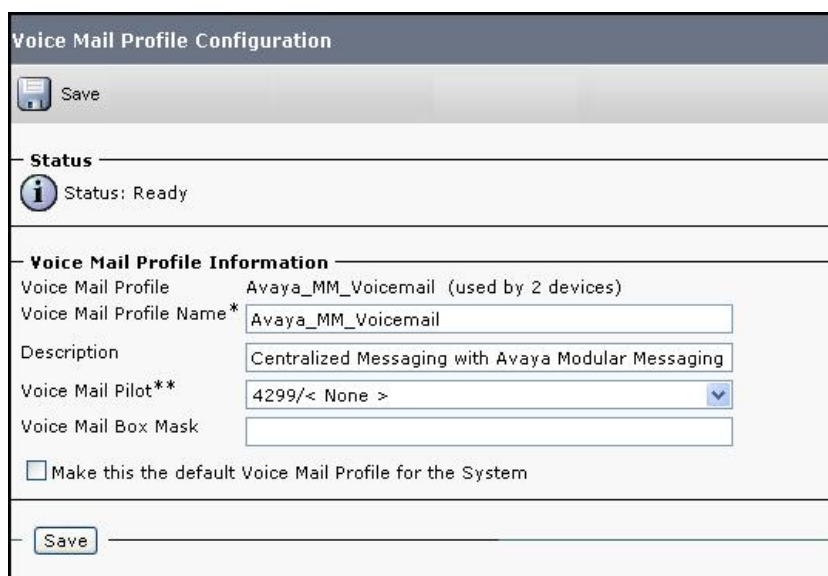 Voice Mail Profile Configuration
Save
Status
Status: Ready
Voice Mail Profile Information
Voice Mail Profile Avaya_MM_Voicemail (used by 2 devices)
Voice Mail Profile Name* Avaya_MM_Voicemail
Description Centralized Messaging with Avaya Modular Messaging
Voice Mail Pilot** 4299/< None >
Voice Mail Box Mask
Make this the default Voice Mail Profile for the System
Save